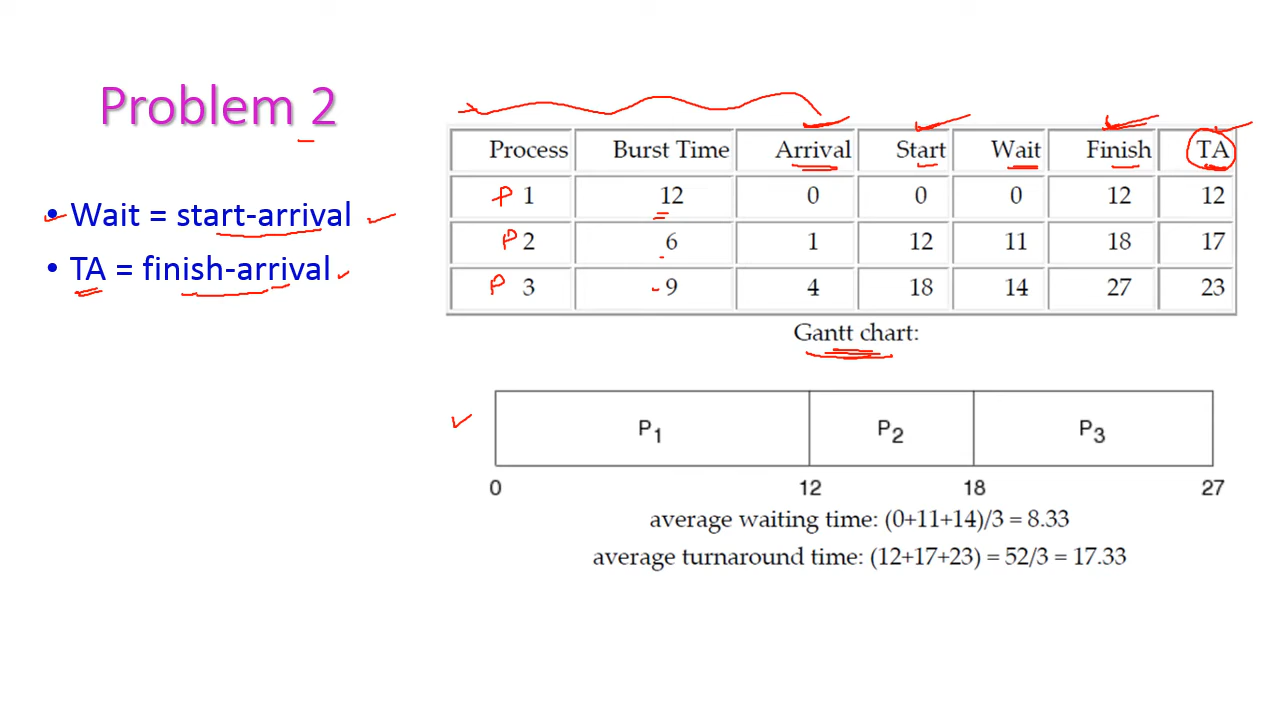 Problem 2
• Wait = start-arrival
• TA = finish-arrival
Process Burst Time Arrival Start Wait Finish TA
P 1 12 0 0 0 12 12
P 2 6 1 12 11 18 17
P 3 9 4 18 14 27 23
Gantt chart:
P1 P2 P3
0 12 18 27
average waiting time: (0+11+14)/3 = 8.33
average turnaround time: (12+17+23) = 52/3 = 17.33